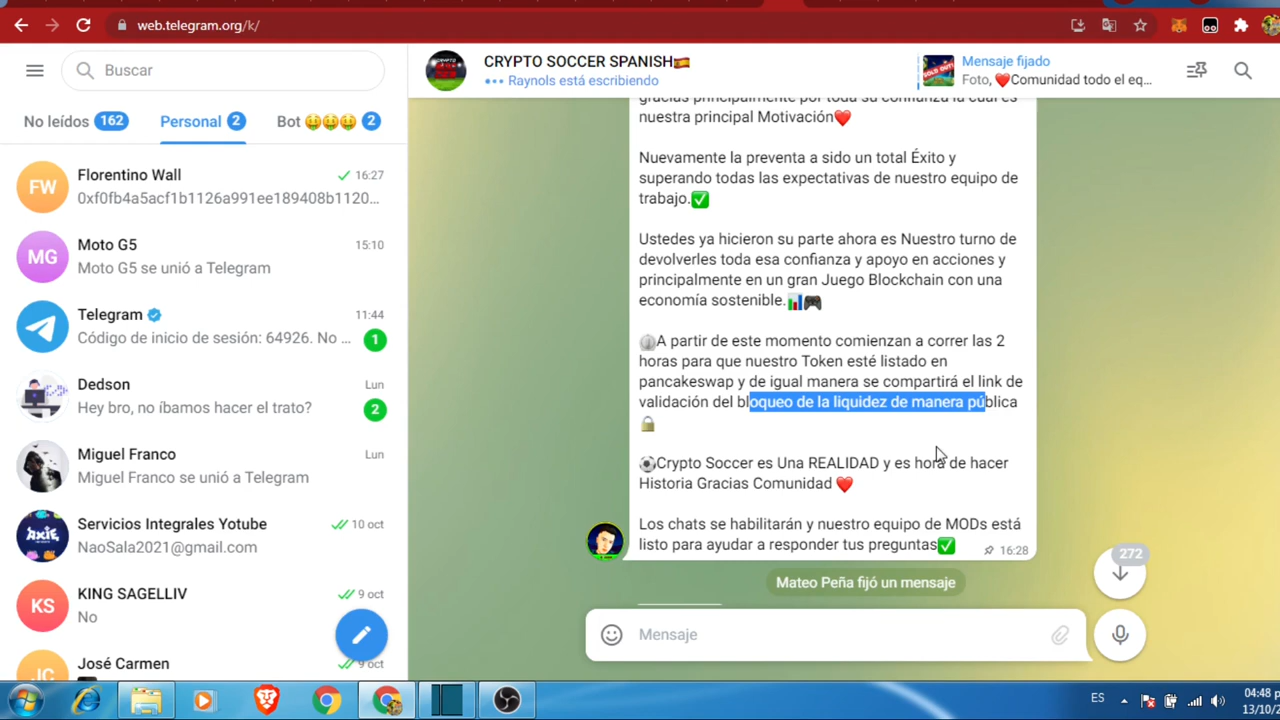 web.telegram.org/k/
Buscar
No leídos 162
Personal 2
Bot 🤑🤑🤑 2
Florentino Wall
16:27
0xf0fb4a5acf1b1126a991ee189408b1120...
MG
Moto G5
15:10
Moto G5 se unió a Telegram
FW
Telegram
11:44
Código de inicio de sesión: 64926. No ...
1
Dedson
Lun
Hey bro, no íbamos hacer el trato?
2
Miguel Franco
Lun
Miguel Franco se unió a Telegram
AXIE
Servicios Integrales Yotube
10 oct
NaoSala2021@gmail.com
KS
KING SAGELLIV
9 oct
No
JC
José Carmen
9 oct
CRYPTO SOCCER SPANISH🇪🇸
Raynols está escribiendo
SOLD OUT!
Mensaje fijado
Foto, ❤️Comunidad todo el eq...
gracias principalmente por toda su confianza la cual es
nuestra principal Motivación❤️
Nuevamente la preventa a sido un total Éxito y
superando todas las expectativas de nuestro equipo de
trabajo.✅
Ustedes ya hicieron su parte ahora es Nuestro turno de
devolverles toda esa confianza y apoyo en acciones y
principalmente en un gran Juego Blockchain con una
economía sostenible.📊🎮
A partir de este momento comienzan a correr las 2
horas para que nuestro Token esté listado en
pancakeswap y de igual manera se compartirá el link de
validación del bloqueo de la liquidez de manera pública
🔒
⚽Crypto Soccer es Una REALIDAD y es hora de hacer
Historia Gracias Comunidad ❤️
Los chats se habilitarán y nuestro equipo de MODs está
listo para ayudar a responder tus preguntas✅
16:28
Mateo Peña fijó un mensaje
272
Mensaje
ES
04:48 p
13/10/2